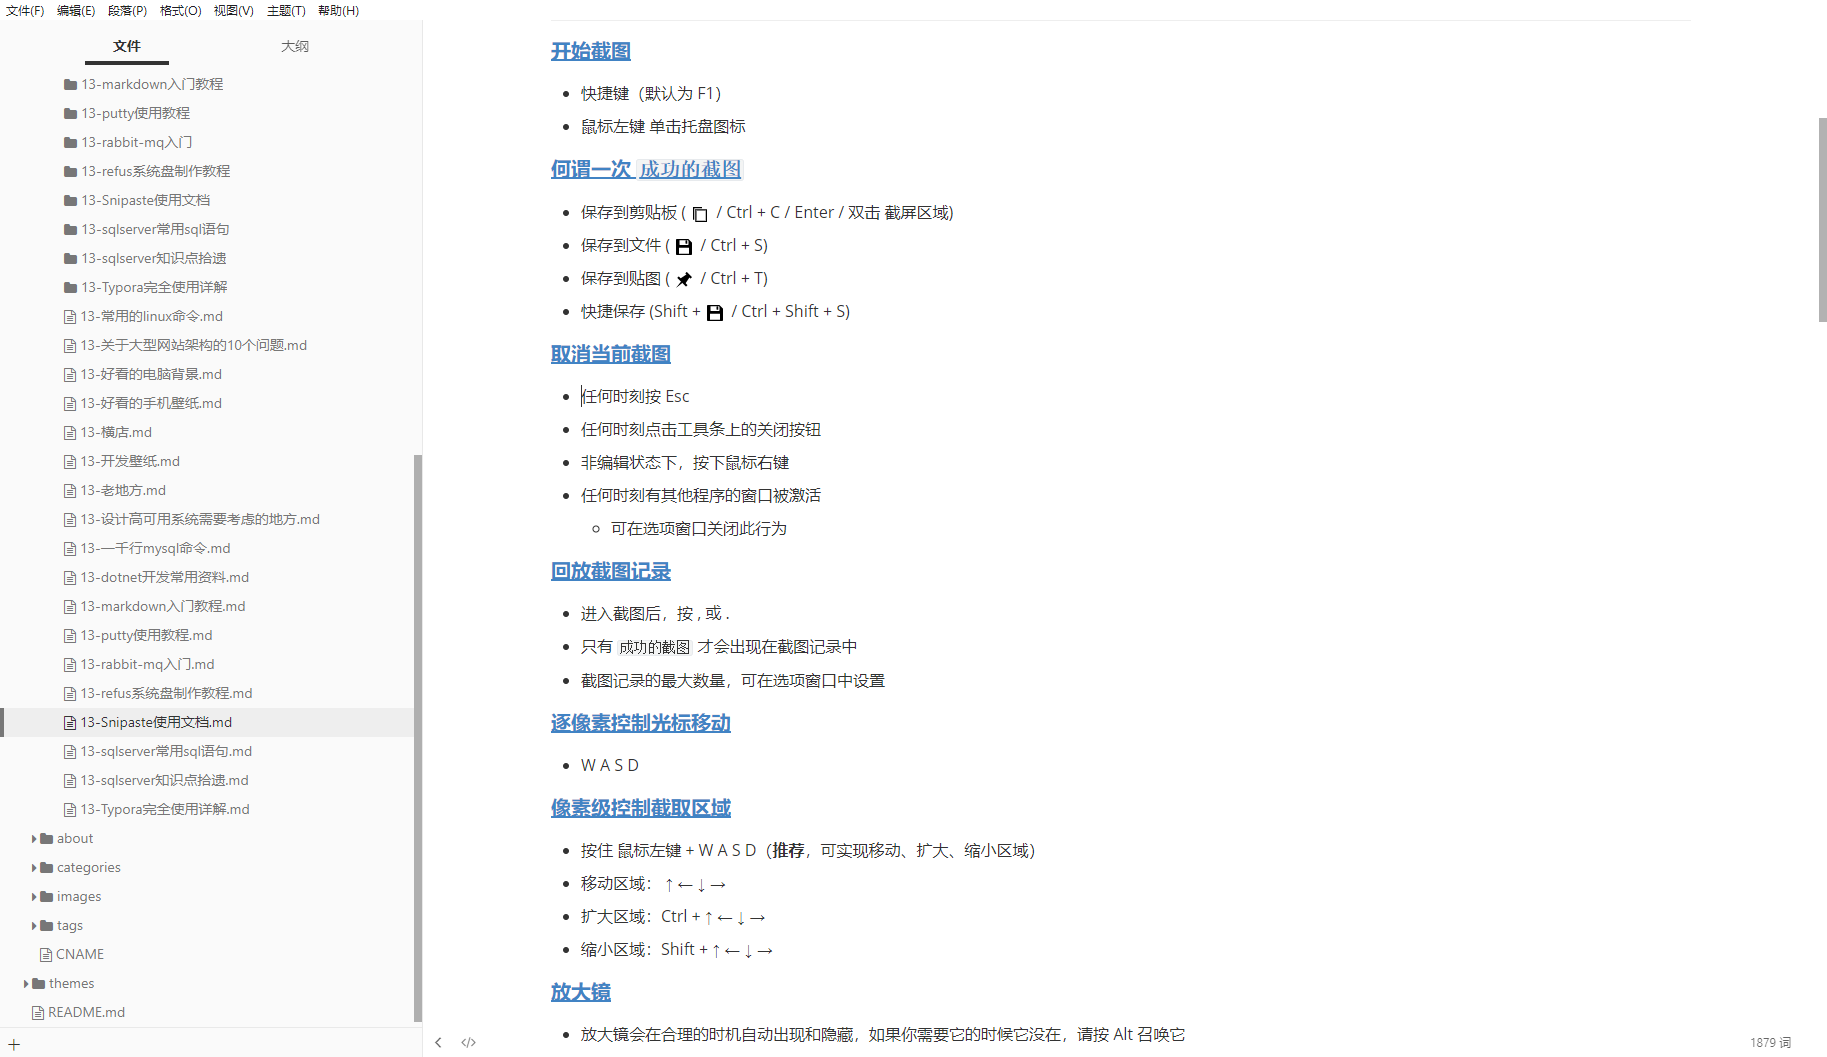 文件(F) 编辑(E) 段落(P) 格式(O) 视图(V) 主题(T) 帮助(H)
文件 大纲
13-markdown入门教程
13-putty使用教程
13-rabbit-mq入门
13-refus系统盘制作教程
13-Snipaste使用文档
13-sqlserver常用sql语句
13-sqlserver知识点拾遗
13-Typora完全使用详解
13-常用的linux命令.md
13-关于大型网站架构的10个问题.md
13-好看的电脑背景.md
13-好看的手机壁纸.md
13-横店.md
13-开发壁纸.md
13-老地方.md
13-设计高可用系统需要考虑的地方.md
13-一千行mysql命令.md
13-dotnet开发常用资料.md
13-markdown入门教程.md
13-putty使用教程.md
13-rabbit-mq入门.md
13-refus系统盘制作教程.md
13-Snipaste使用文档.md
13-sqlserver常用sql语句.md
13-sqlserver知识点拾遗.md
13-Typora完全使用详解.md
about
categories
images
tags
CNAME
themes
README.md
开始截图
快捷键（默认为 F1）
鼠标左键 单击托盘图标
何谓一次 成功的截图
保存到剪贴板 ( / Ctrl + C / Enter / 双击 截屏区域)
保存到文件 ( / Ctrl + S)
保存到贴图 ( / Ctrl + T)
快捷保存 (Shift + / Ctrl + Shift + S)
取消当前截图
任何时刻按 Esc
任何时刻点击工具条上的关闭按钮
非编辑状态下，按下鼠标右键
任何时刻有其他程序的窗口被激活
可在选项窗口关闭此行为
回放截图记录
进入截图后，按 , 或 .
只有 成功的截图 才会出现在截图记录中
截图记录的最大数量，可在选项窗口中设置
逐像素控制光标移动
W A S D
像素级控制截取区域
按住 鼠标左键 + W A S D（推荐，可实现移动、扩大、缩小区域）
移动区域： ↑ ← ↓ →
扩大区域：Ctrl + ↑ ← ↓ →
缩小区域：Shift + ↑ ← ↓ →
放大镜
放大镜会在合理的时机自动出现和隐藏，如果你需要它的时候它没在，请按 Alt 召唤它
1879 词